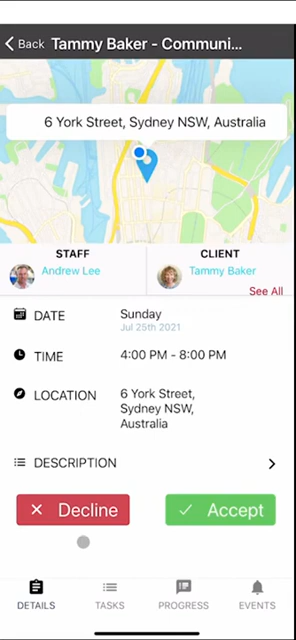 Back Tammy Baker - Communi...
6 York Street, Sydney NSW, Australia
STAFF
Andrew Lee
CLIENT
Tammy Baker
See All
DATE Sunday
Jul 25th 2021
TIME 4:00 PM - 8:00 PM
LOCATION 6 York Street,
Sydney NSW,
Australia
DESCRIPTION
Decline Accept
DETAILS TASKS PROGRESS EVENTS